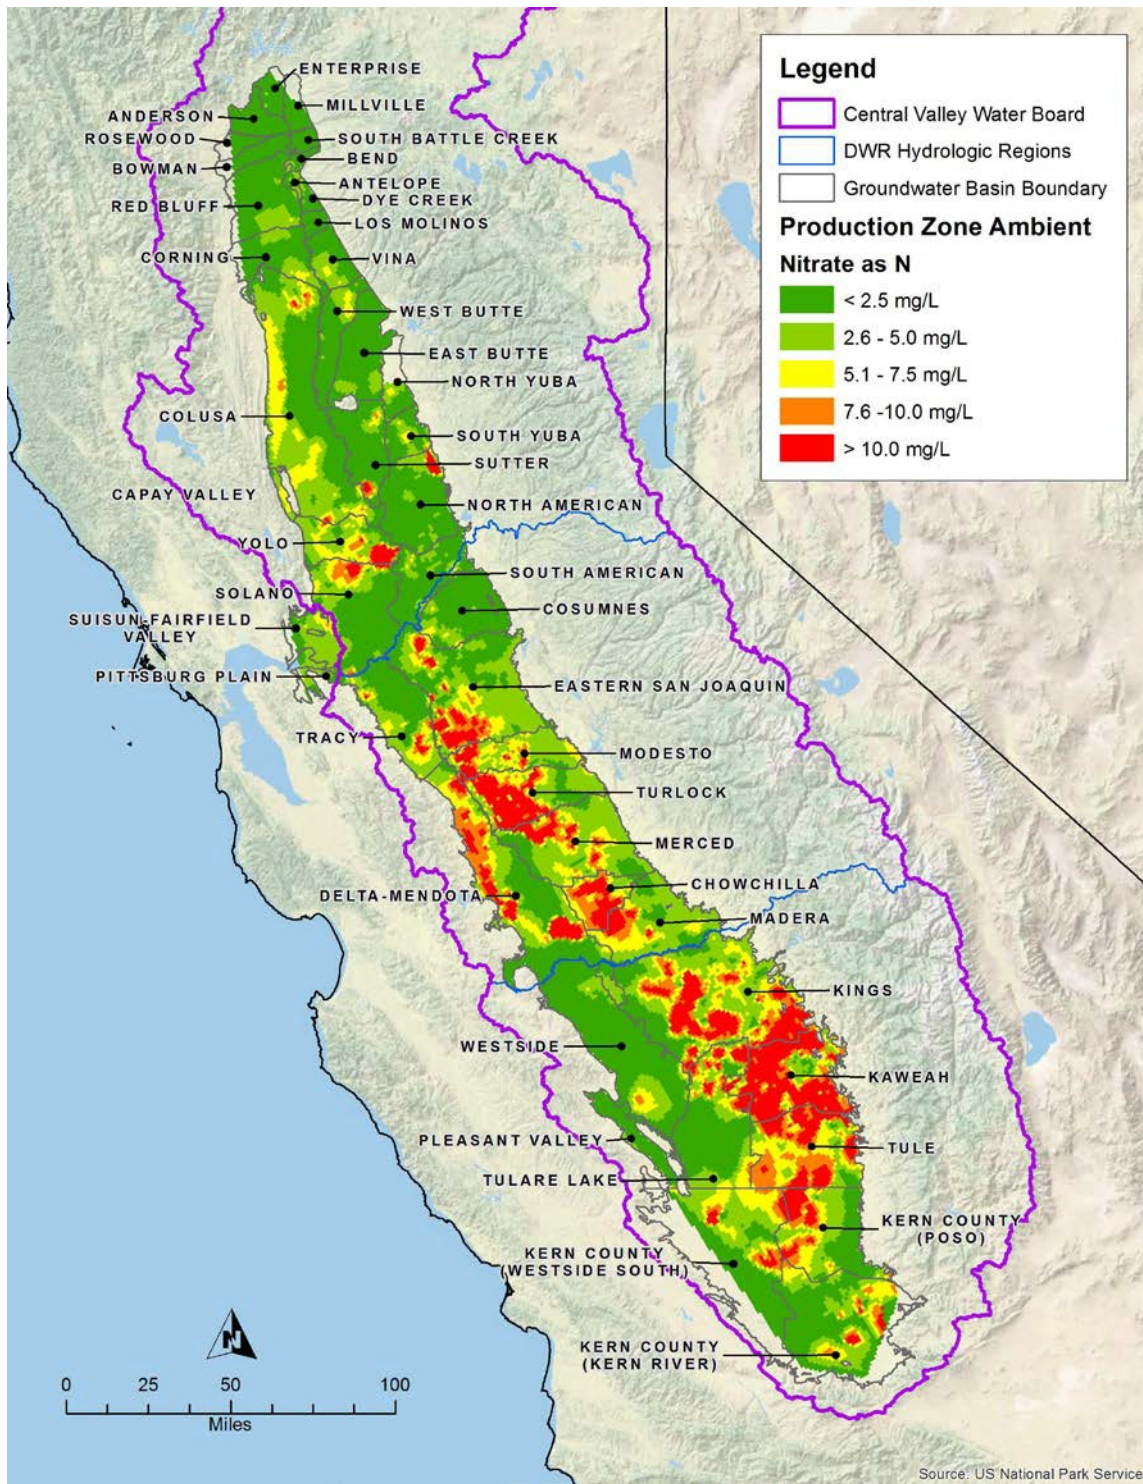 Legend
Central Valley Water Board
DWR Hydrologic Regions
Groundwater Basin Boundary
Production Zone Ambient
Nitrate as N
< 2.5 mg/L
2.6 - 5.0 mg/L
5.1 - 7.5 mg/L
7.6 -10.0 mg/L
> 10.0 mg/L
ENTERPRISE
MILLVILLE
ANDERSON
ROSEWOOD
SOUTH BATTLE CREEK
BEND
BOWMAN
ANTELOPE
DYE CREEK
RED BLUFF
LOS MOLINOS
CORNING
VINA
WEST BUTTE
EAST BUTTE
NORTH YUBA
COLUSA
SOUTH YUBA
SUTTER
CAPAY VALLEY
NORTH AMERICAN
YOLO
SOUTH AMERICAN
SOLANO
COSUMNES
SUISUN-FAIRFIELD
VALLEY
PITTSBURG PLAIN
EASTERN SAN JOAQUIN
TRACY
MODESTO
TURLOCK
MERCED
CHOWCHILLA
DELTA-MENDOTA
MADERA
KINGS
WESTSIDE
KAWEAH
PLEASANT VALLEY
TULE
TULARE LAKE
KERN COUNTY
(POSO)
KERN COUNTY
(WESTSIDE SOUTH)
KERN COUNTY
(KERN RIVER)
N
0 25 50 100
Miles
Source: US National Park Service